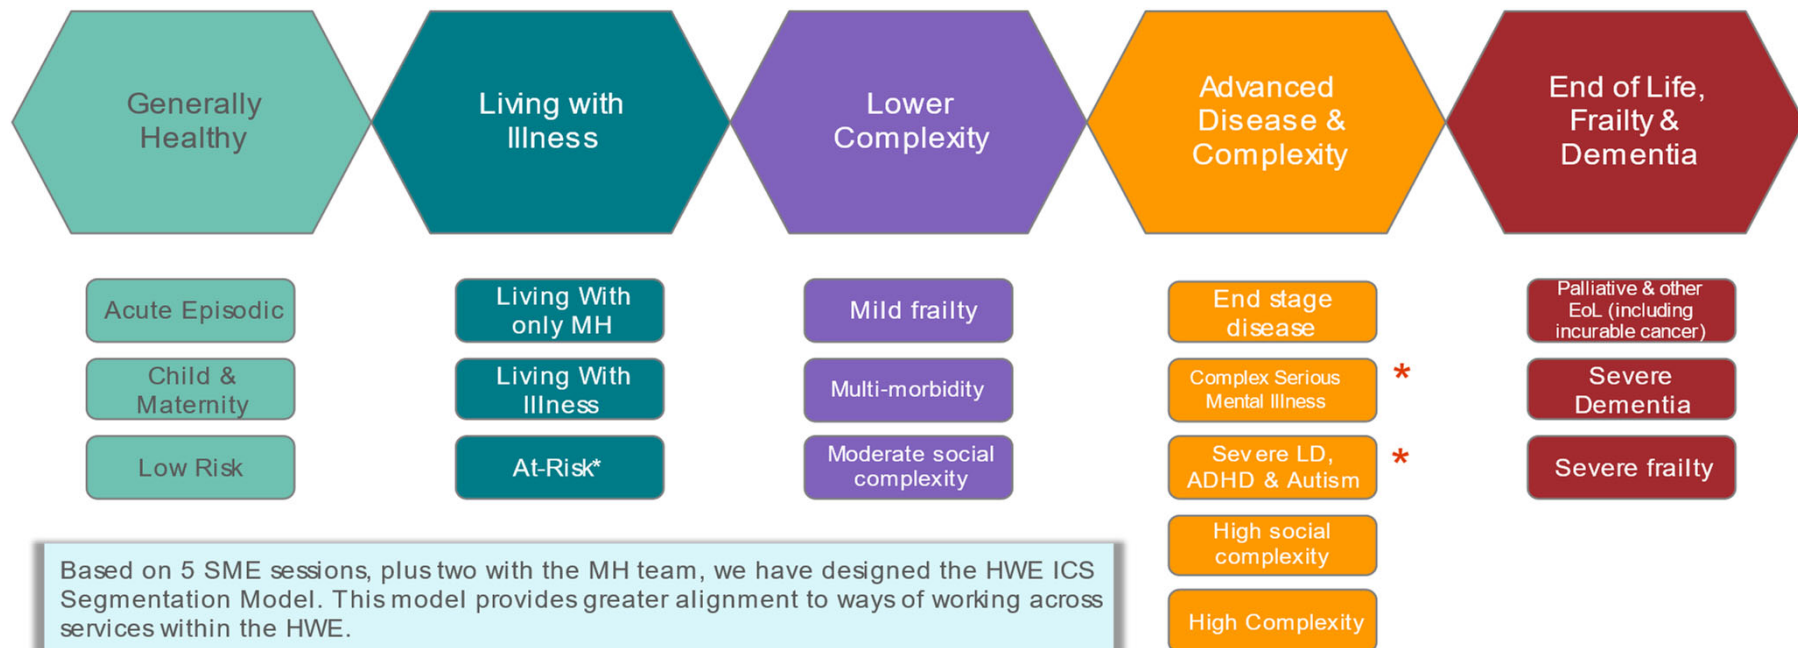 Generally
Healthy
Living with
Illness
Lower
Complexity
Advanced
Disease &
Complexity
End of Life,
Frailty &
Dementia
Acute Episodic
Child &
Maternity
Low Risk
Living With
only MH
Living With
Illness
At-Risk*
Mild frailty
Multi-morbidity
Moderate social
complexity
End stage
disease
Complex Serious
Mental Illness
*
Severe LD,
ADHD & Autism
*
High social
complexity
High Complexity
Palliative & other
EoL (including
incurable cancer)
Severe
Dementia
Severe frailty
Based on 5 SME sessions, plus two with the MH team, we have designed the HWE ICS
Segmentation Model. This model provides greater alignment to ways of working across
services within the HWE.